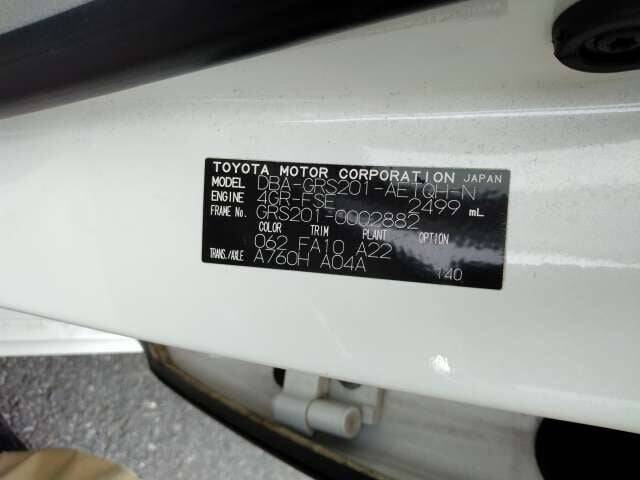 TOYOTA MOTOR CORPORATION JAPAN
MODEL DBA-GRS201-AETQH-N
ENGINE 4GR-FSE 2499 mL
FRAME No. GRS201-0002882
COLOR TRIM PLANT OPTION
062 FA10 A22
TRANS./AXLE A760H A04A 140